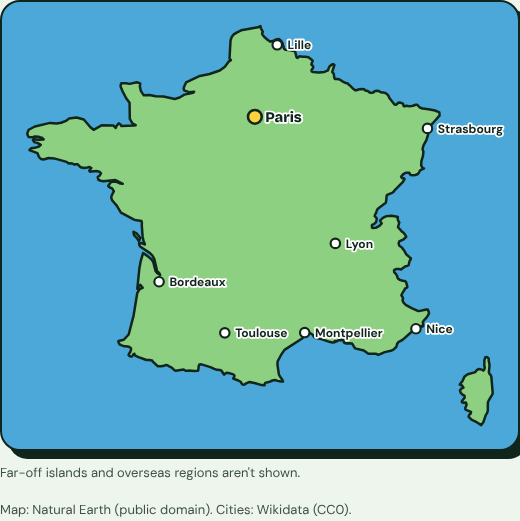 Lille
Paris
Strasbourg
Lyon
Bordeaux
Toulouse
Montpellier
Nice
Far-off islands and overseas regions aren't shown.
Map: Natural Earth (public domain). Cities: Wikidata (CC0).